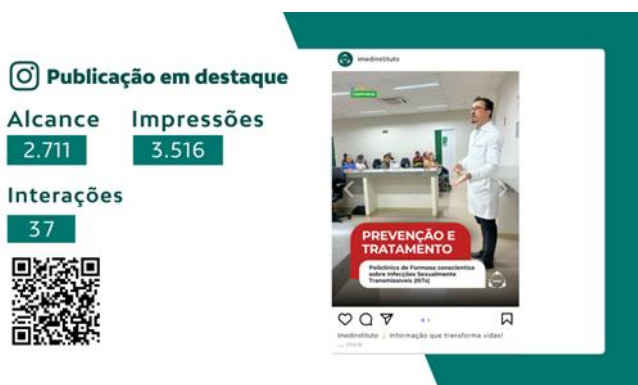 Publicação em destaque
Alcance
Impressões
2.711
3.516
Interações
37
imedinstituto
PREVENÇÃO E
TRATAMENTO
Policlínica de Formosa conscientiza
sobre Infecções Sexualmente
Transmissíveis (ISTs)
imedinstituto Informação que transforma vidas!
... more